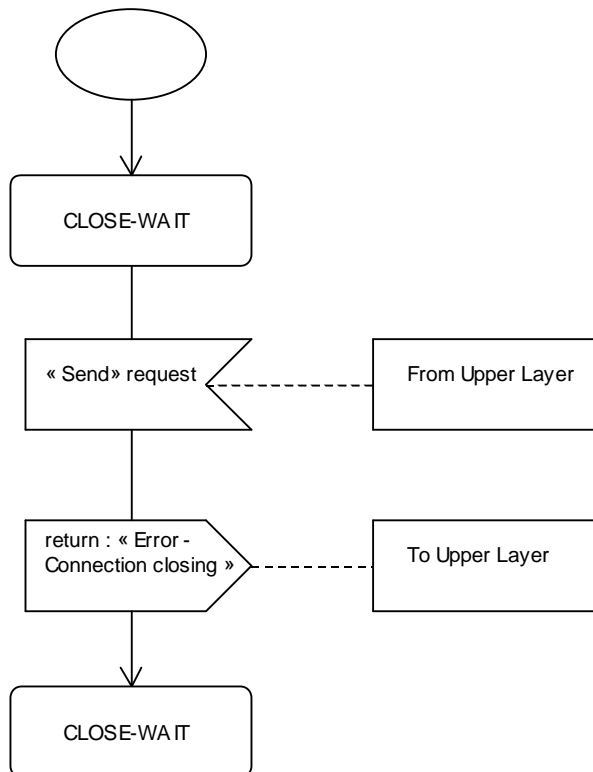 CLOSE-WAIT
« Send» request
From Upper Layer
return : « Error -
Connection closing »
To Upper Layer
CLOSE-WAIT